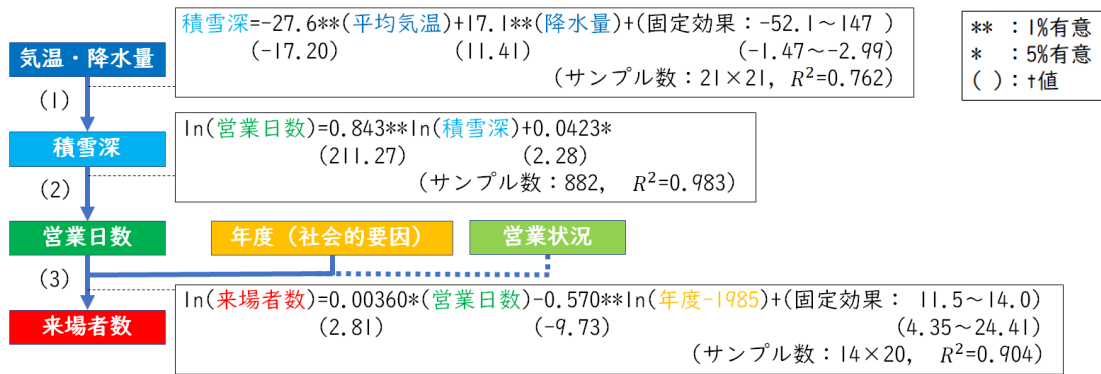 積雪深=-27.6**(平均気温)+17.1**(降水量)+(固定効果：-52.1～147 )
(-17.20) (11.41) (-1.47～-2.99)
(サンプル数：21×21, R²=0.762)
** ：1%有意
* ：5%有意
( )：t値
気温・降水量
(1)
積雪深
ln(営業日数)=0.843**ln(積雪深)+0.0423*
(211.27) (2.28)
(サンプル数：882, R²=0.983)
(2)
営業日数
年度（社会的要因）
営業状況
(3)
来場者数
ln(来場者数)=0.00360*(営業日数)-0.570**ln(年度-1985)+(固定効果： 11.5～14.0)
(2.81) (-9.73) (4.35～24.41)
(サンプル数：14×20, R²=0.904)